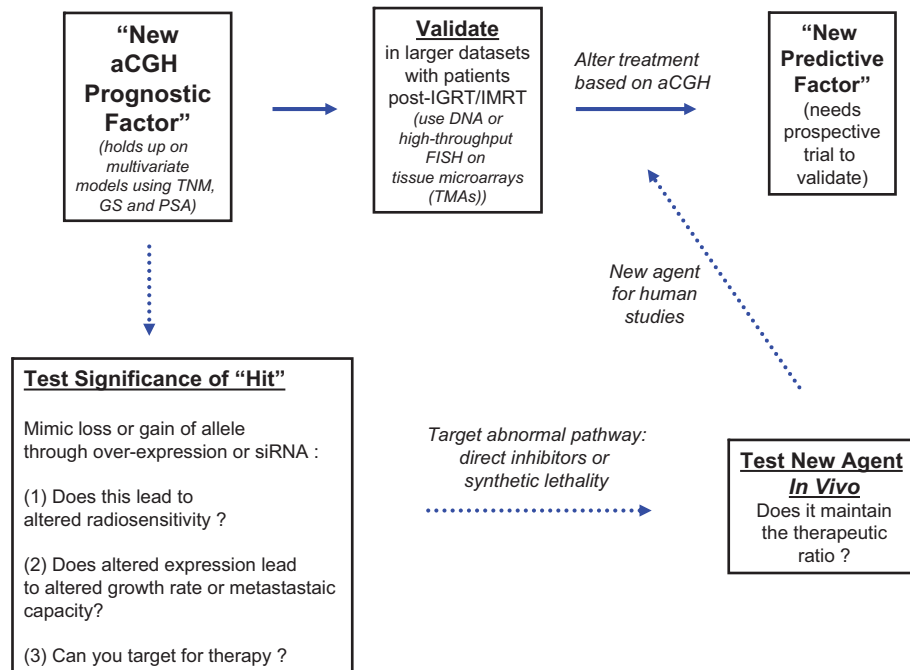 “New
aCGH
Prognostic
Factor”
(holds up on
multivariate
models using TNM,
GS and PSA)
Validate
in larger datasets
with patients
post-IGRT/IMRT
(use DNA or
high-throughput
FISH on
tissue microarrays
(TMAs))
Alter treatment
based on aCGH
“New
Predictive
Factor”
(needs
prospective
trial to
validate)
New agent
for human
studies
Test Significance of “Hit”
Mimic loss or gain of allele
through over-expression or siRNA :
(1) Does this lead to
altered radiosensitivity ?
(2) Does altered expression lead
to altered growth rate or metastastaic
capacity?
(3) Can you target for therapy ?
Target abnormal pathway:
direct inhibitors or
synthetic lethality
Test New Agent
In Vivo
Does it maintain
the therapeutic
ratio ?